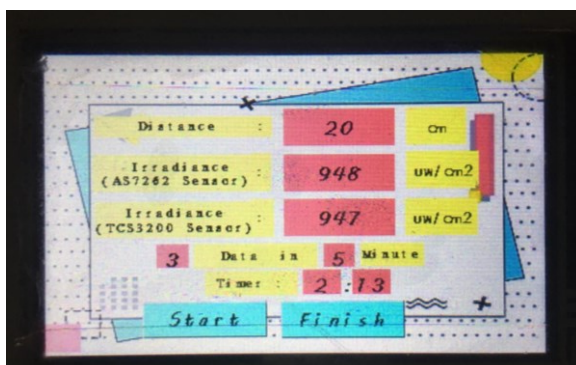 Distance : 20 Cm
Irradiance (AS7262 Sensor) : 948 UW/Cm2
Irradiance (TCS3200 Sensor) : 947 UW/Cm2
3 Data in 5 Minute
Timer : 2 :13
Start Finish